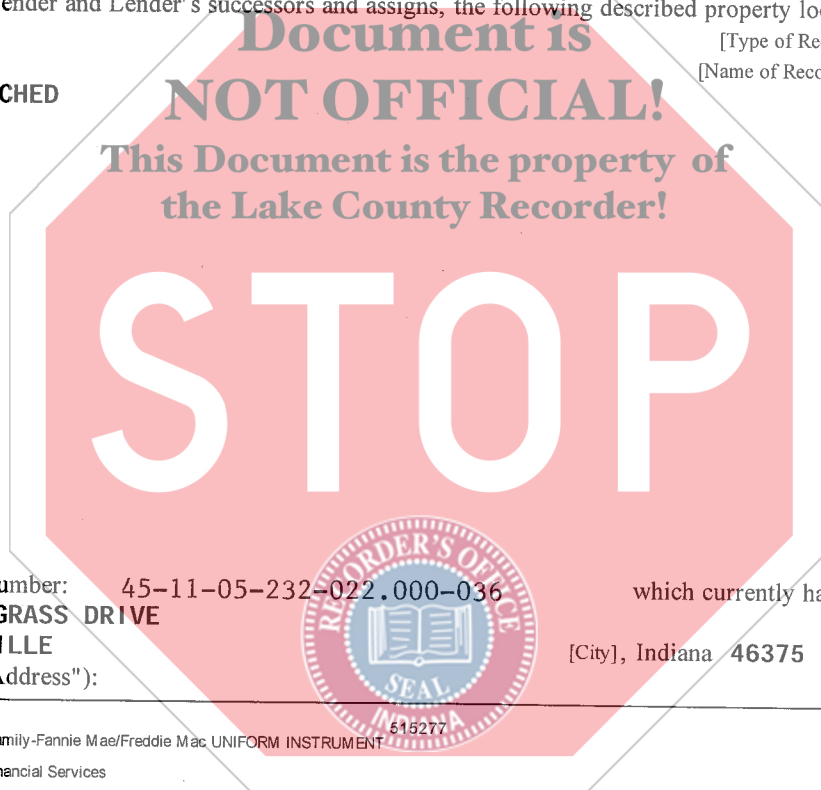 ender and Lender's successors and assigns, the following described property lo
Document is
[Type of Re
[Name of Reco
CHED
NOT OFFICIAL!
This Document is the property of
the Lake County Recorder!
STOP
RECORDER'S OFFICE
SEAL
INDIANA
umber: 45-11-05-232-022.000-036 which currently ha
GRASS DRIVE
ILLE
[City], Indiana 46375
Address"):
515277
mily-Fannie Mae/Freddie Mac UNIFORM INSTRUMENT
nancial Services